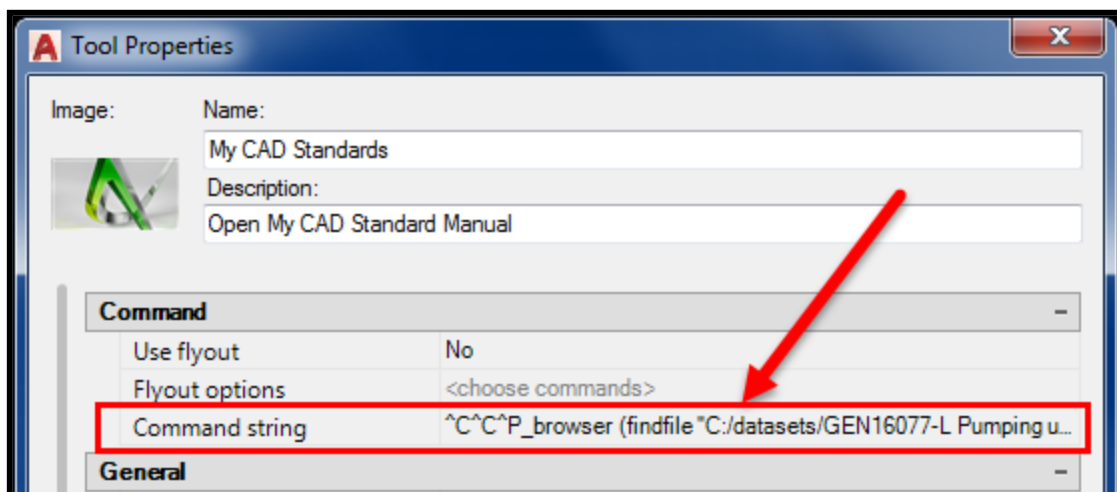 Tool Properties
Image:
Name:
My CAD Standards
Description:
Open My CAD Standard Manual
Command
Use flyout No
Flyout options <choose commands>
Command string ^C^C^P_browser (findfile "C:/datasets/GEN16077-L Pumping u...
General